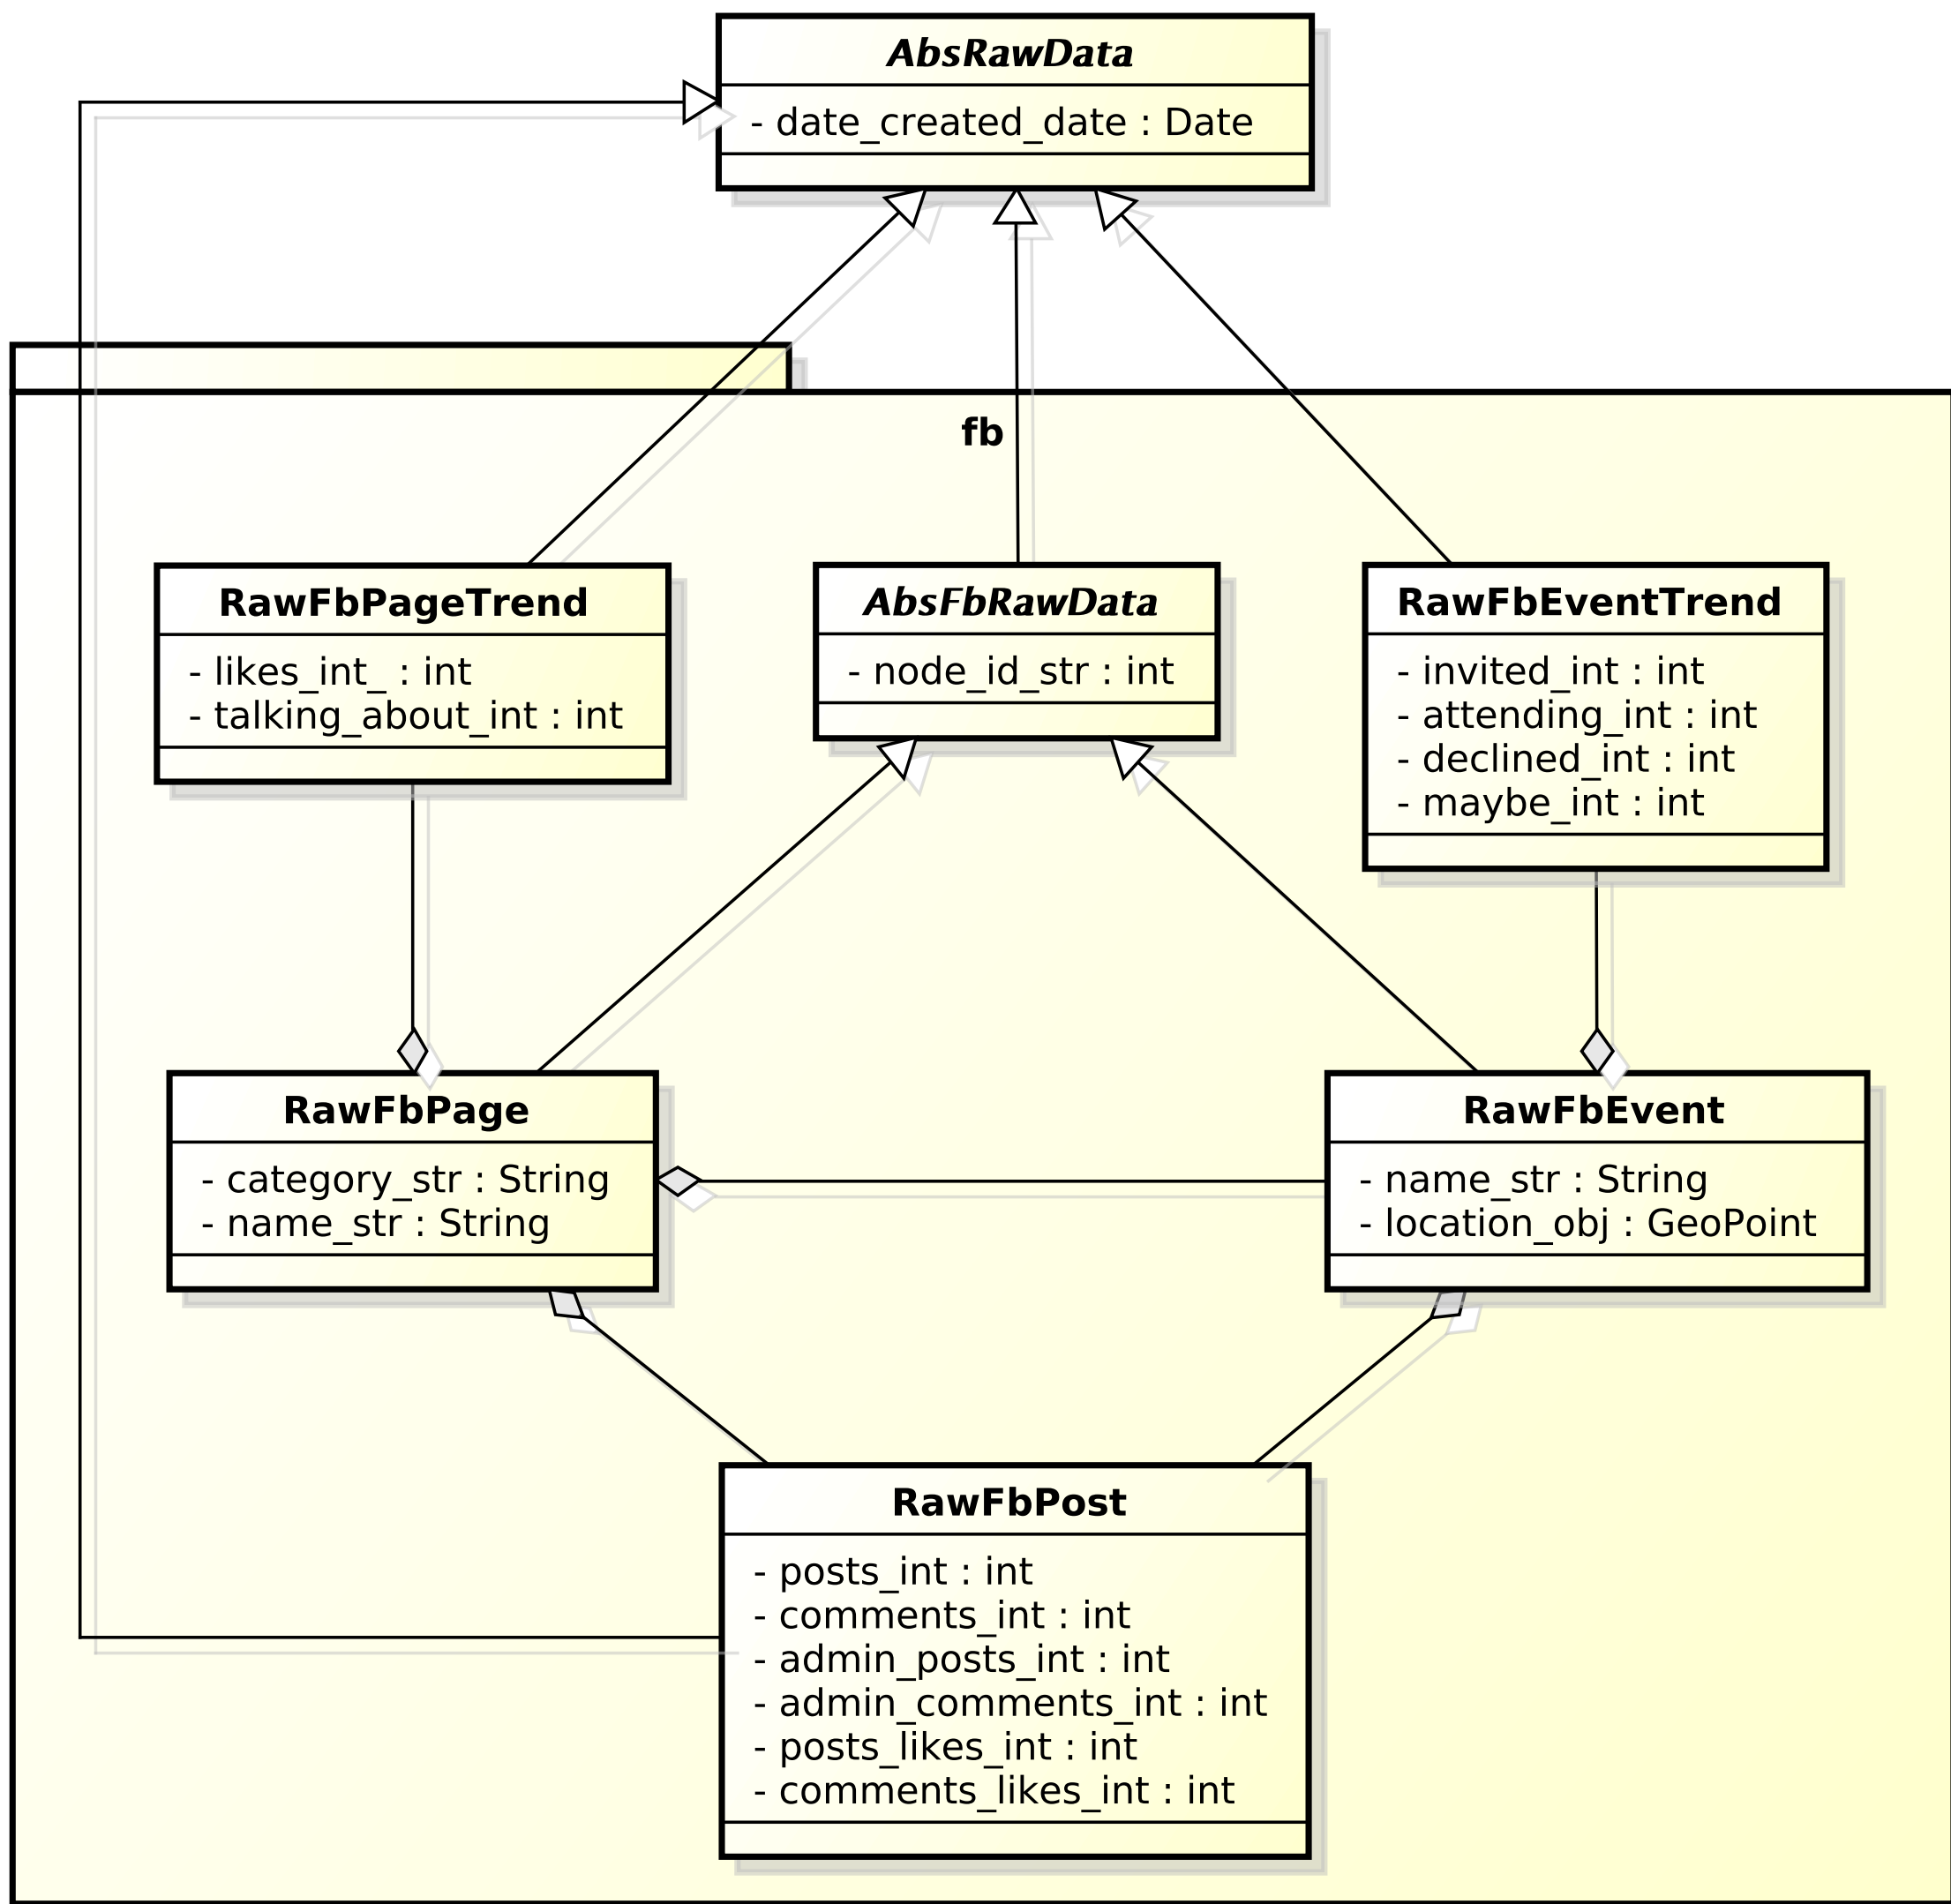 AbsRawData
- date_created_date : Date
fb
RawFbPageTrend
- likes_int_ : int
- talking_about_int : int
AbsFbRawData
- node_id_str : int
RawFbEventTrend
- invited_int : int
- attending_int : int
- declined_int : int
- maybe_int : int
RawFbPage
- category_str : String
- name_str : String
RawFbEvent
- name_str : String
- location_obj : GeoPoint
RawFbPost
- posts_int : int
- comments_int : int
- admin_posts_int : int
- admin_comments_int : int
- posts_likes_int : int
- comments_likes_int : int